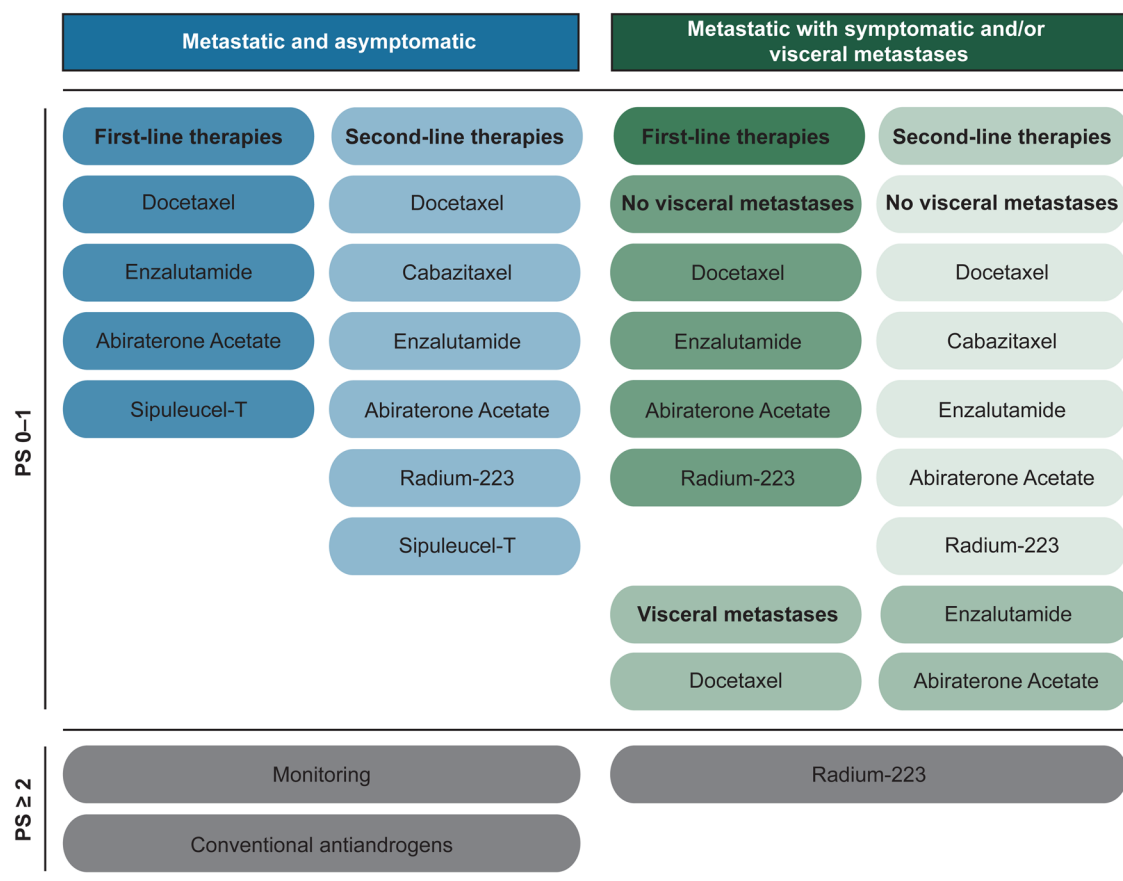 Metastatic and asymptomatic
Metastatic with symptomatic and/or
visceral metastases
PS 0–1
First-line therapies
Docetaxel
Enzalutamide
Abiraterone Acetate
Sipuleucel-T
Second-line therapies
Docetaxel
Cabazitaxel
Enzalutamide
Abiraterone Acetate
Radium-223
Sipuleucel-T
First-line therapies
No visceral metastases
Docetaxel
Enzalutamide
Abiraterone Acetate
Radium-223
Visceral metastases
Docetaxel
Second-line therapies
No visceral metastases
Docetaxel
Cabazitaxel
Enzalutamide
Abiraterone Acetate
Radium-223
Enzalutamide
Abiraterone Acetate
PS ≥ 2
Monitoring
Conventional antiandrogens
Radium-223